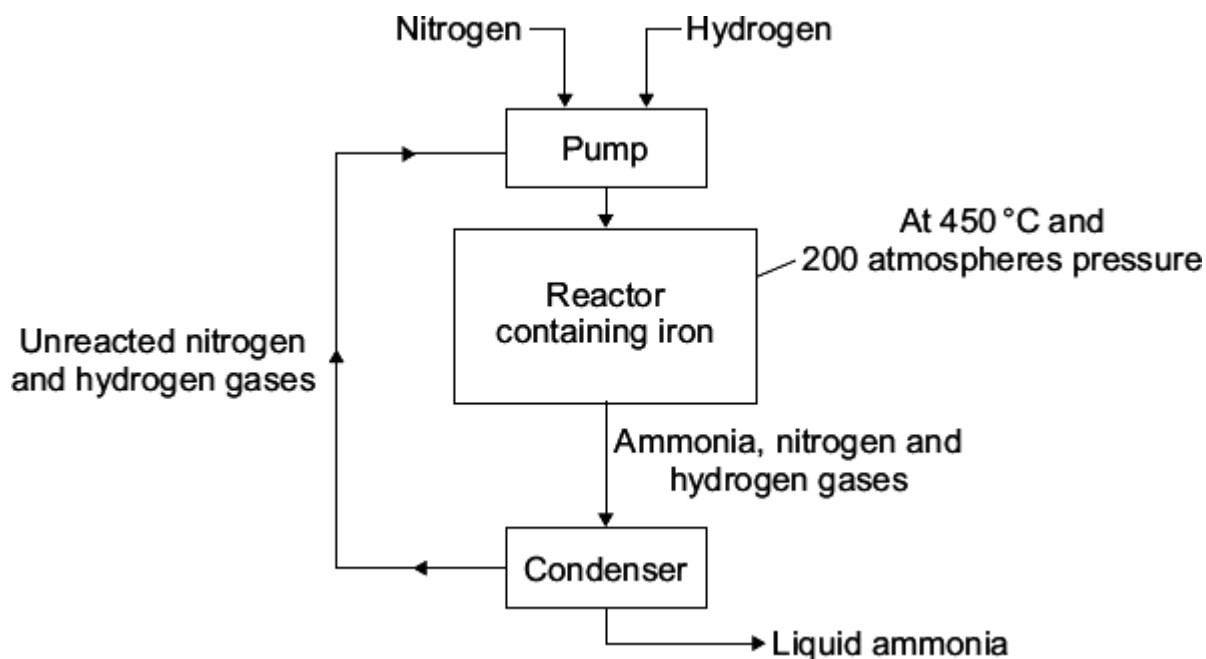 Nitrogen
Hydrogen
Pump
At 450 °C and
200 atmospheres pressure
Reactor
containing iron
Unreacted nitrogen
and hydrogen gases
Ammonia, nitrogen and
hydrogen gases
Condenser
Liquid ammonia